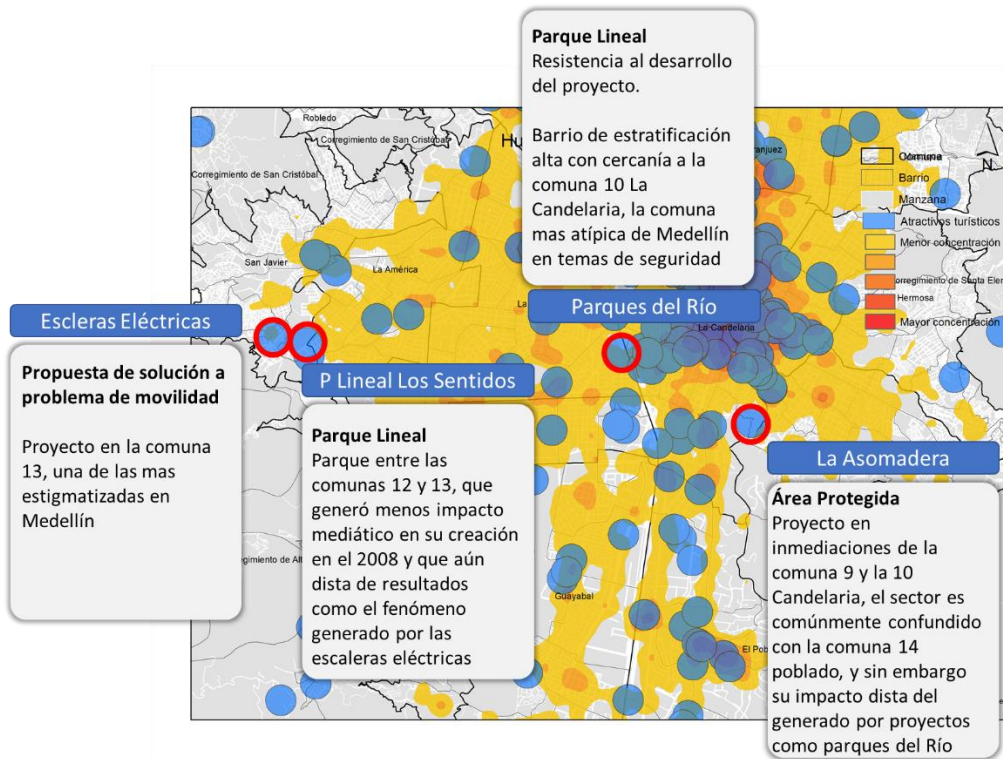 Parque Lineal
Resistencia al desarrollo
del proyecto.
Barrio de estratificación
alta con cercanía a la
comuna 10 La
Candelaria, la comuna
mas atípica de Medellín
en temas de seguridad
Parques del Río
Escleras Eléctricas
Propuesta de solución a
problema de movilidad
Proyecto en la comuna
13, una de las mas
estigmatizadas en
Medellín
P Lineal Los Sentidos
Parque Lineal
Parque entre las
comunas 12 y 13, que
generó menos impacto
mediático en su creación
en el 2008 y que aún
dista de resultados
como el fenómeno
generado por las
escaleras eléctricas
La Asomadera
Área Protegida
Proyecto en
inmediaciones de la
comuna 9 y la 10
Candelaria, el sector es
comúnmente confundido
con la comuna 14
poblado, y sin embargo
su impacto dista del
generado por proyectos
como parques del Río
Robledo
Corregimiento de San Cristóbal
Corregimiento de San Cristóbal
San Javier
La América
La Candelaria
Guayabal
El Pob
N
Barrio
Manzana
Atractivos turísticos
Menor concentración
orregimiento de Santa Elen
Hermosa
Mayor concentración